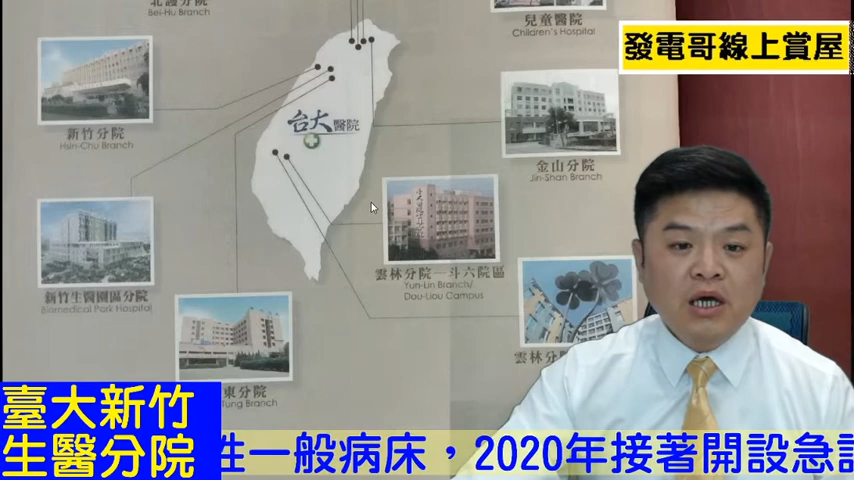 北護分院
Bei-Hu Branch
兒童醫院
Children's Hospital
發電哥線上賞屋
新竹分院
Hsin-Chu Branch
台大醫院
金山分院
Jin-Shan Branch
新竹生醫園區分院
Biomedical Park Hospital
雲林分院—斗六院區
Yun-Lin Branch/
Dou-Liou Campus
雲林分
東分院
tung Branch
臺大新竹
生醫分院
性一般病床，2020年接著開設急